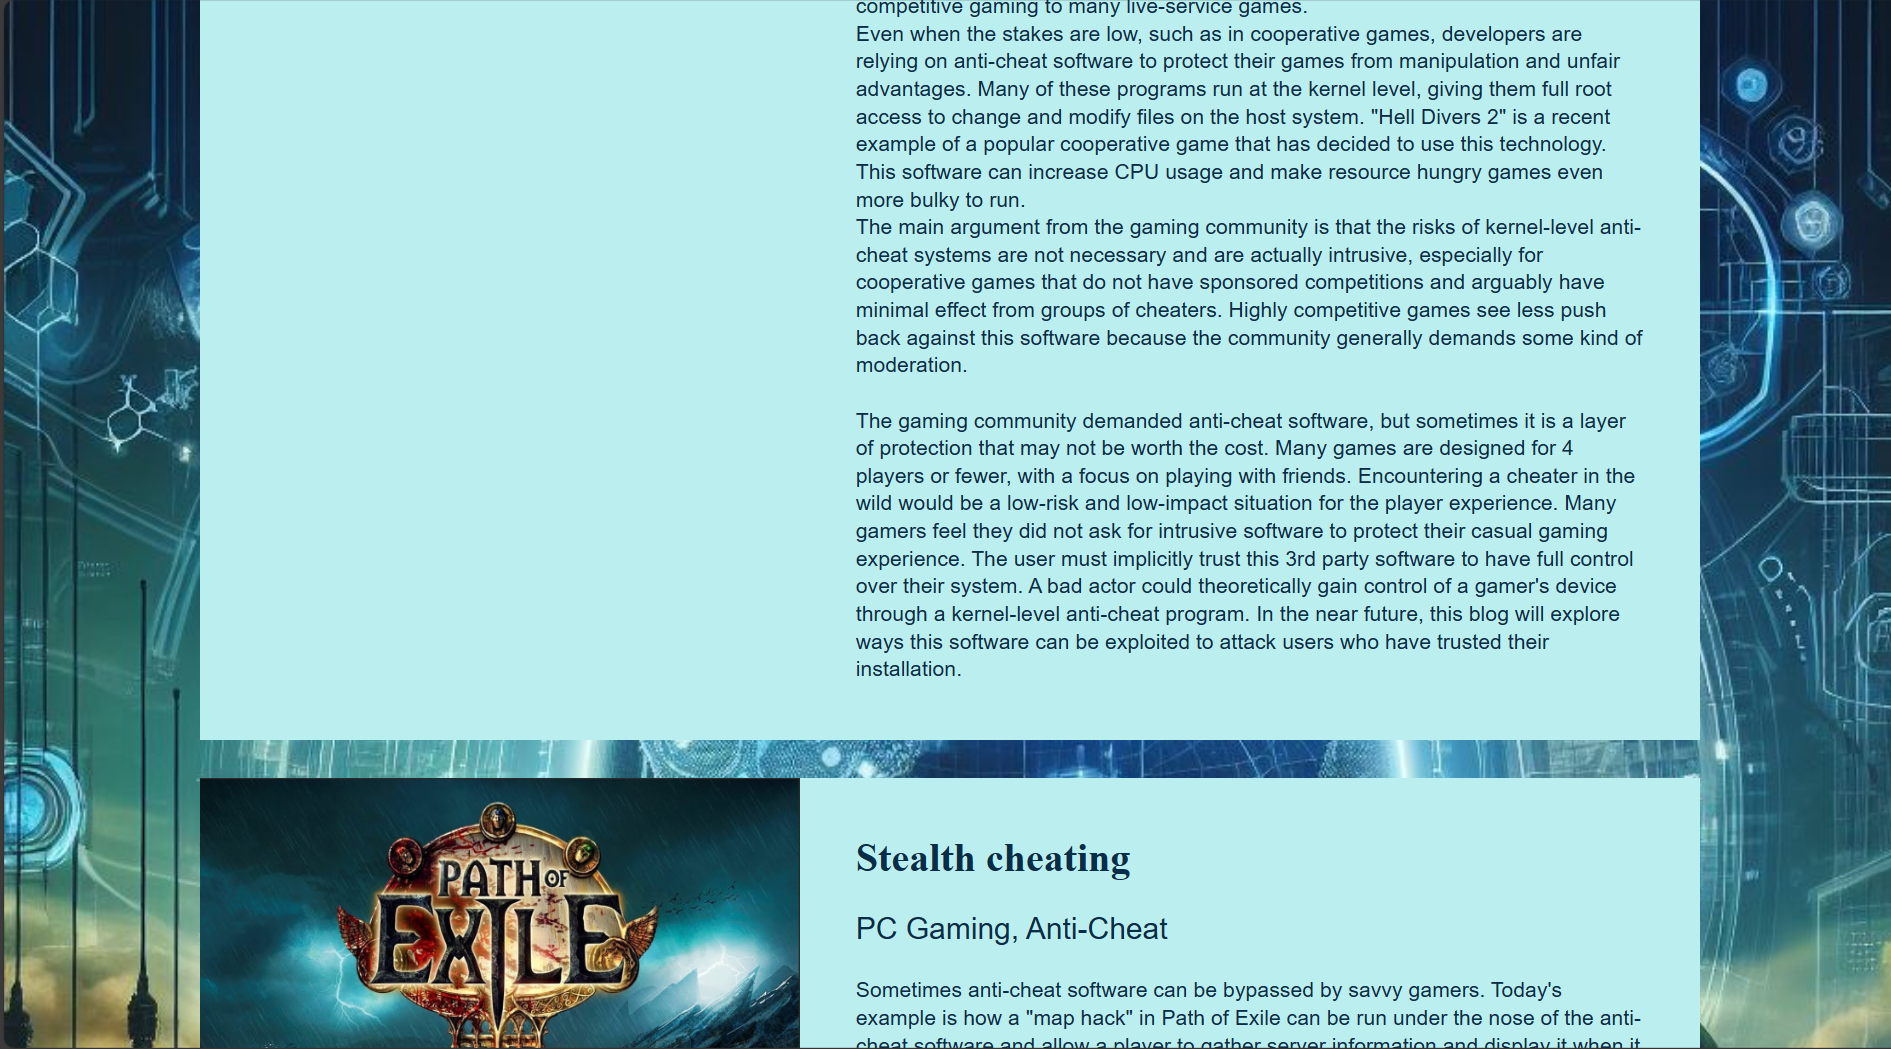 competitive gaming to many live-service games.
Even when the stakes are low, such as in cooperative games, developers are
relying on anti-cheat software to protect their games from manipulation and unfair
advantages. Many of these programs run at the kernel level, giving them full root
access to change and modify files on the host system. "Hell Divers 2" is a recent
example of a popular cooperative game that has decided to use this technology.
This software can increase CPU usage and make resource hungry games even
more bulky to run.
The main argument from the gaming community is that the risks of kernel-level anti-
cheat systems are not necessary and are actually intrusive, especially for
cooperative games that do not have sponsored competitions and arguably have
minimal effect from groups of cheaters. Highly competitive games see less push
back against this software because the community generally demands some kind of
moderation.
The gaming community demanded anti-cheat software, but sometimes it is a layer
of protection that may not be worth the cost. Many games are designed for 4
players or fewer, with a focus on playing with friends. Encountering a cheater in the
wild would be a low-risk and low-impact situation for the player experience. Many
gamers feel they did not ask for intrusive software to protect their casual gaming
experience. The user must implicitly trust this 3rd party software to have full control
over their system. A bad actor could theoretically gain control of a gamer's device
through a kernel-level anti-cheat program. In the near future, this blog will explore
ways this software can be exploited to attack users who have trusted their
installation.
PATH OF
EXILE
Stealth cheating
PC Gaming, Anti-Cheat
Sometimes anti-cheat software can be bypassed by savvy gamers. Today's
example is how a "map hack" in Path of Exile can be run under the nose of the anti-
cheat software and allow a player to gather server information and display it when it